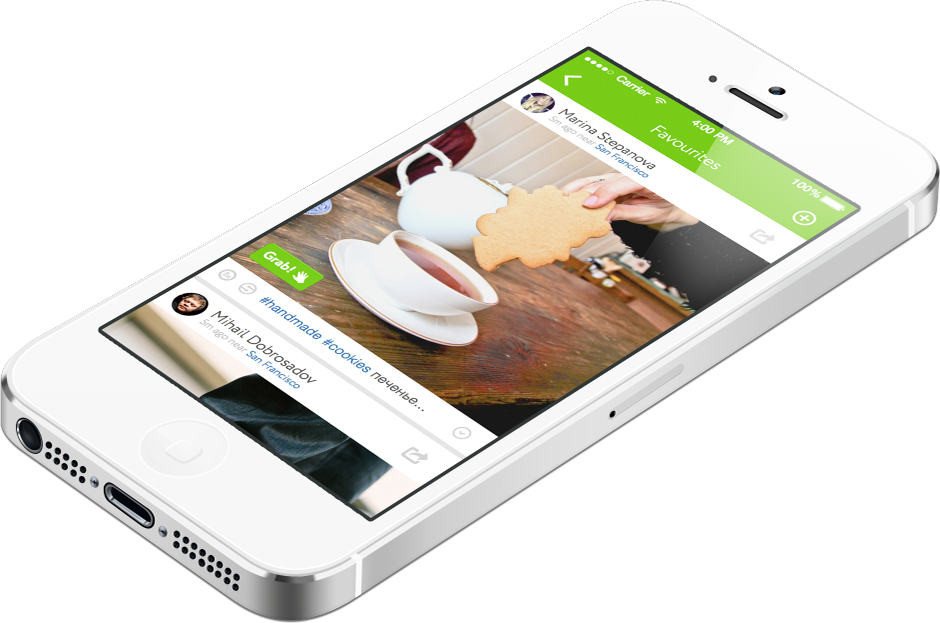 Carrier
4:00 PM
100%
Favourites
Marina Stepanova
5m ago near San Francisco
Grab!
#handmade #cookies печенье...
Mihail Dobrosadov
5m ago near San Francisco